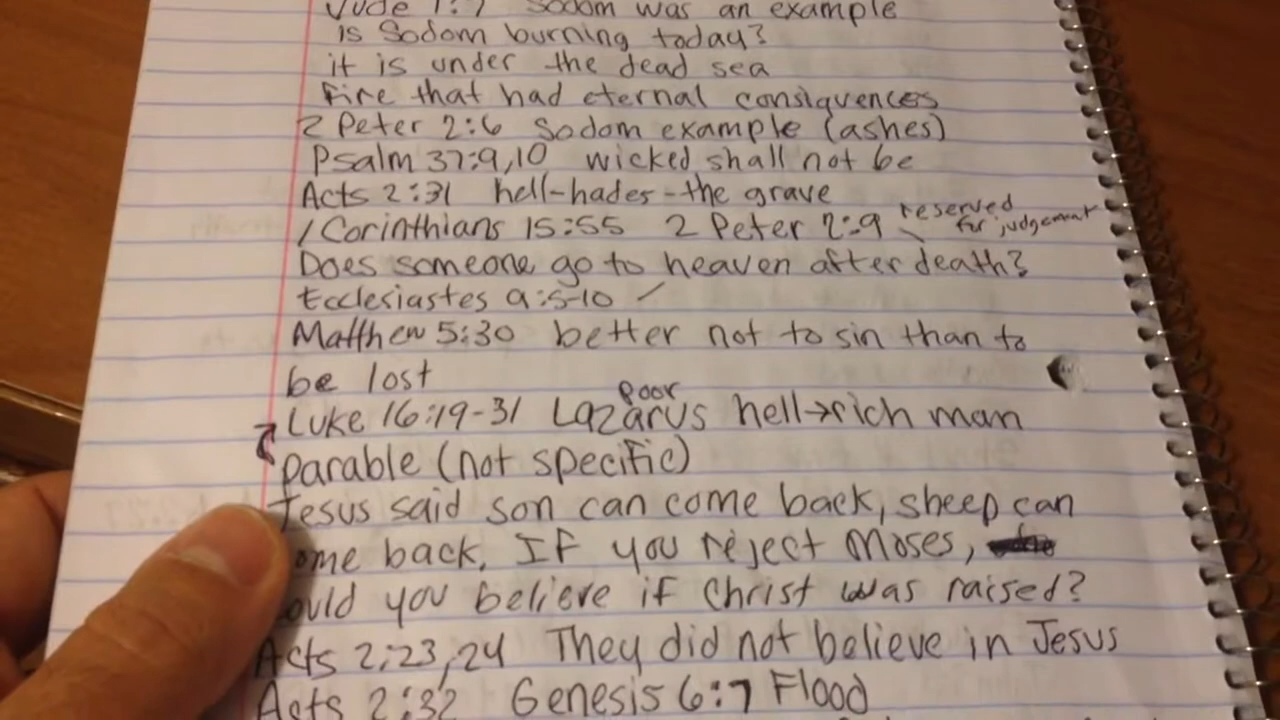 Jude 1:7 Sodom was an example
is Sodom burning today?
it is under the dead sea
Fire that had eternal consiquences
2 Peter 2:6 Sodom example (ashes)
Psalm 37:9,10 wicked shall not be
Acts 2:31 hell-hades-the grave
1 Corinthians 15:55 2 Peter 2:9 reserved for judgement
Does someone go to heaven after death?
Ecclesiastes 9:5-10
Matthew 5:30 better not to sin than to
be lost
poor
Luke 16:19-31 Lazarus hell→rich man
parable (not specific)
Jesus said son can come back, sheep can
ome back. If you reject Moses,
ould you believe if Christ was raised?
Acts 2:23,24 They did not believe in Jesus
Acts 2:32 Genesis 6:7 Flood